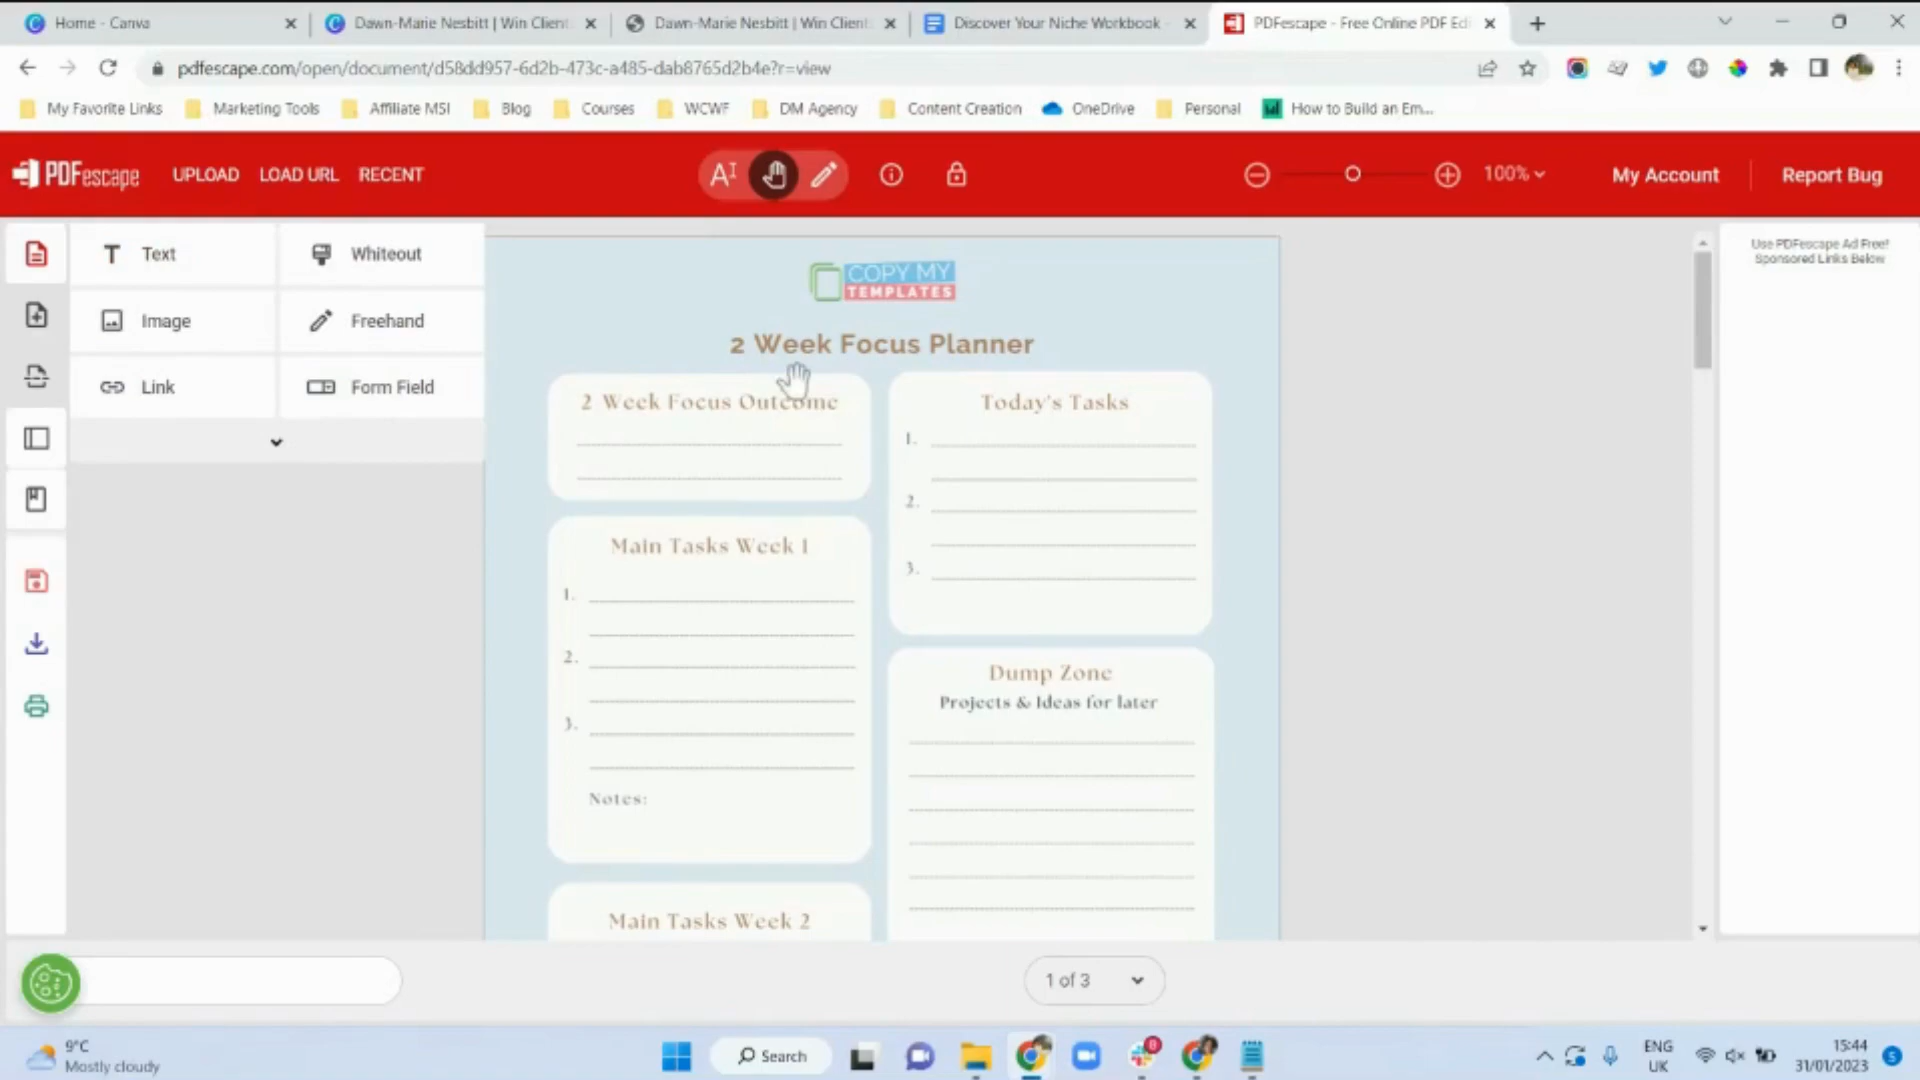 Home - Canva
Dawn-Marie Nesbitt | Win Client
Dawn-Marie Nesbitt | Win Client
Discover Your Niche Workbook -
PDFescape - Free Online PDF Edi
pdfescape.com/open/document/d58dd957-6d2b-473c-a485-dab8765d2b4e?r=view
My Favorite Links
Marketing Tools
Affiliate MSI
Blog
Courses
WCWF
DM Agency
Content Creation
OneDrive
Personal
How to Build an Em...
PDFescape
UPLOAD
LOAD URL
RECENT
100%
My Account
Report Bug
Text
Whiteout
Image
Freehand
Link
Form Field
COPY MY
TEMPLATES
2 Week Focus Planner
2 Week Focus Outcome
Main Tasks Week 1
1.
2.
3.
Notes:
Main Tasks Week 2
Today's Tasks
1.
2.
3.
Dump Zone
Projects & Ideas for later
Use PDFescape Ad Free!
Sponsored Links Below
1 of 3
9°C
Mostly cloudy
Search
8
ENG
UK
15:44
31/01/2023
5